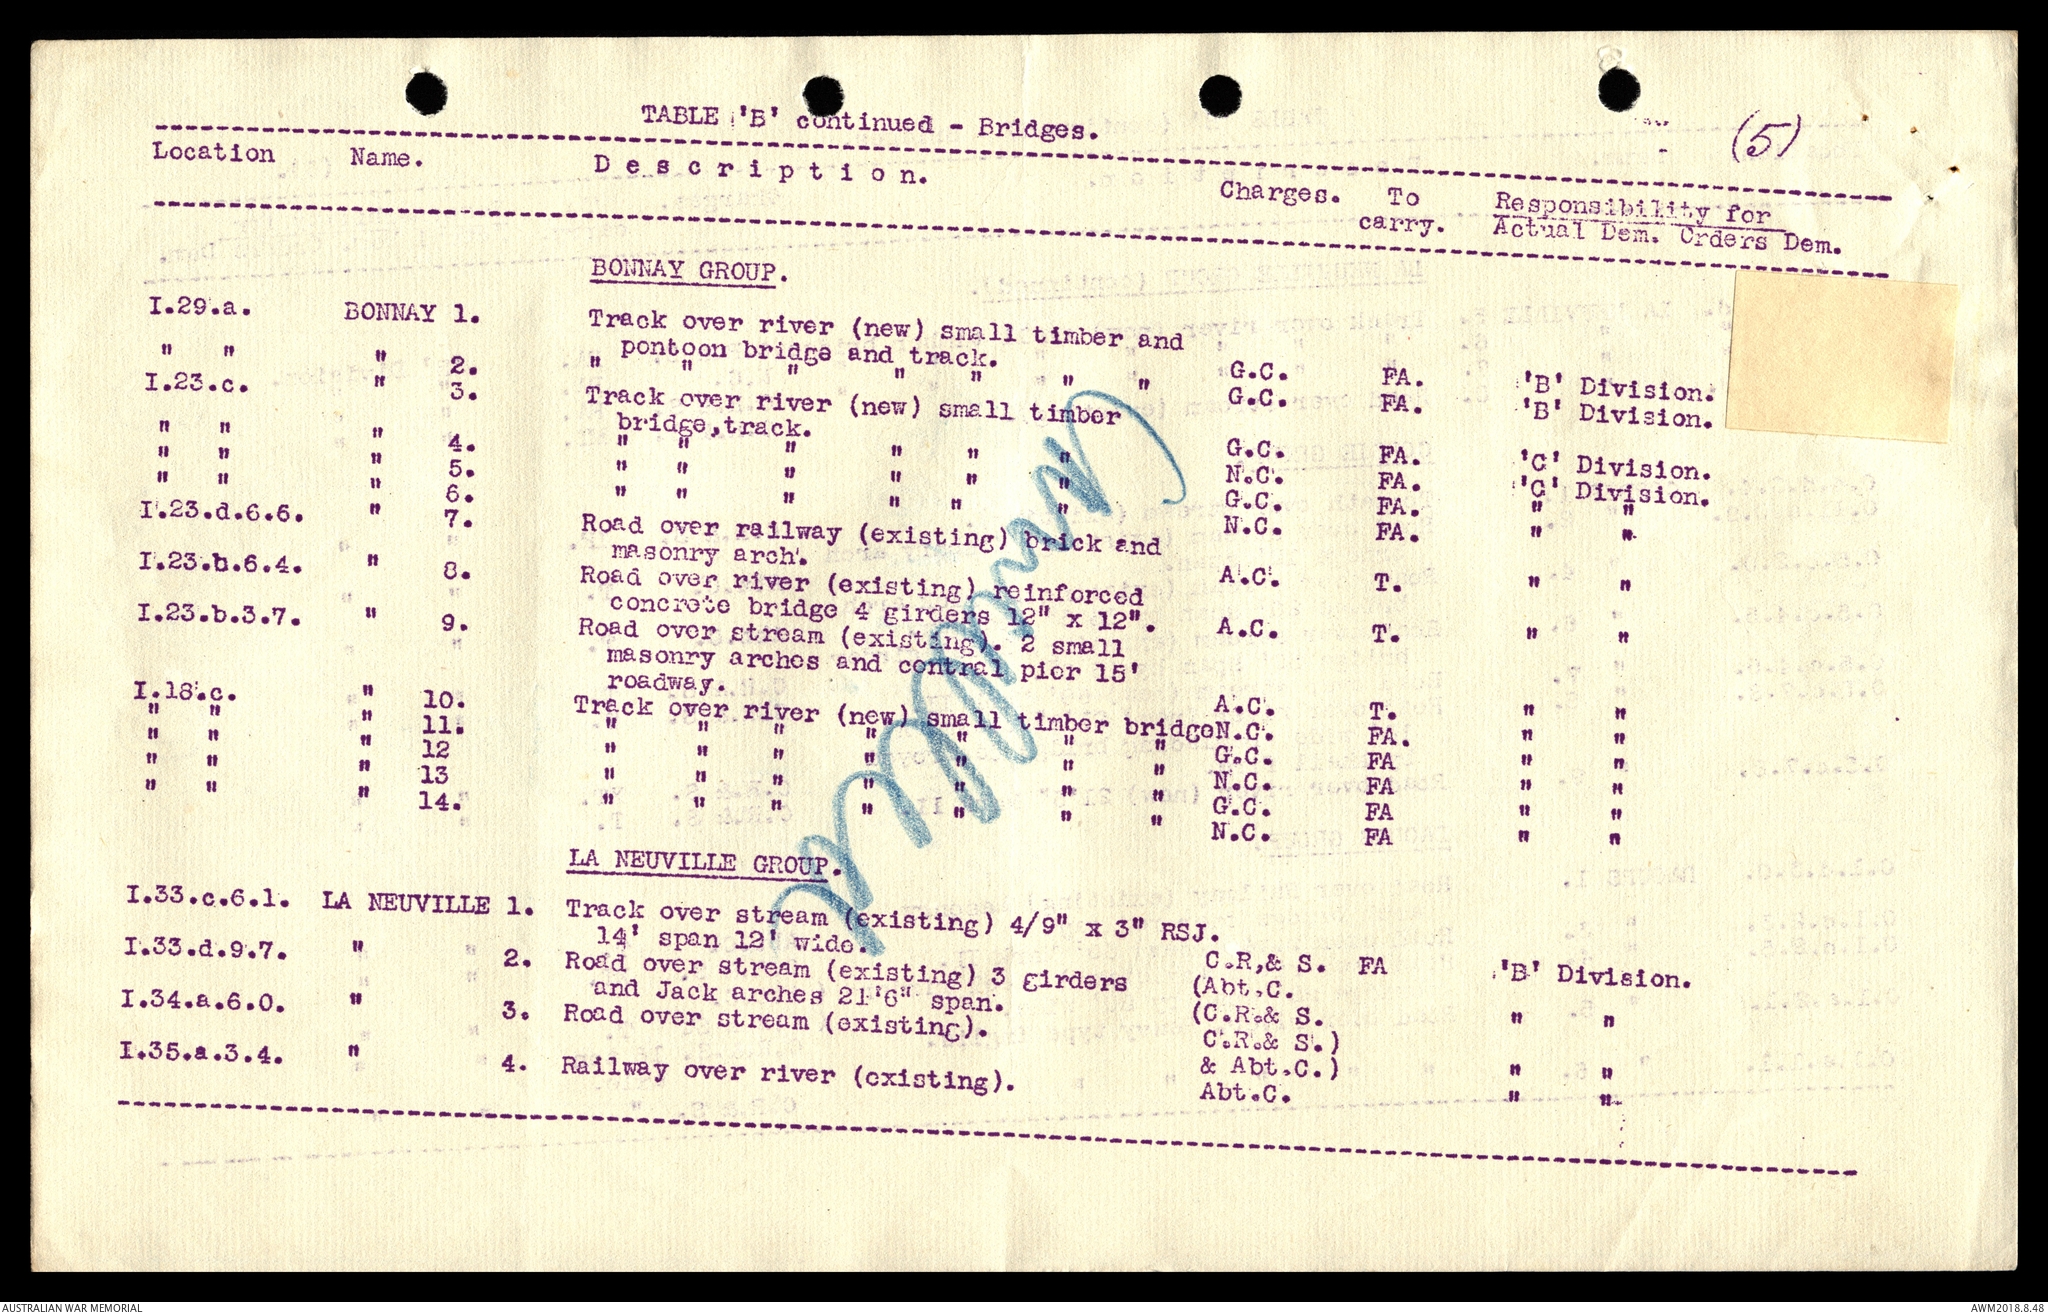 TABLE 'B' continued - Bridges.
(5)
Location Name. Description. Charges. To carry. Responsibility for
Actual Dem. Orders Dem.
BONNAY GROUP.
I.29.a. BONNAY 1. Track over river (new) small timber and
pontoon bridge and track. G.C. FA. 'B' Division.
" " " 2. " " " " " " " G.C. FA. 'B' Division.
I.23.c. " 3. Track over river (new) small timber
bridge,track. G.C. FA. 'C' Division.
" " " 4. " " " " " " N.C. FA. 'C' Division.
" " " 5. " " " " " " G.C. FA. " "
" " " 6. " " " " " " N.C. FA. " "
I.23.d.6.6. " 7. Road over railway (existing) brick and
masonry arch. A.C. T. " "
I.23.b.6.4. " 8. Road over river (existing) reinforced
concrete bridge 4 girders 12" x 12". A.C. T. " "
I.23.b.3.7. " 9. Road over stream (existing). 2 small
masonry arches and central pier 15'
roadway. A.C. T. " "
I.18.c. " 10. Track over river (new) small timber bridge N.C. FA. " "
" " " 11. " " " " " " " G.C. FA " "
" " " 12 " " " " " " " N.C. FA " "
" " " 13 " " " " " " " G.C. FA " "
" " " 14. " " " " " " " N.C. FA " "
LA NEUVILLE GROUP.
I.33.c.6.1. LA NEUVILLE 1. Track over stream (existing) 4/9" x 3" RSJ.
14' span 12' wide. C.R,& S. FA 'B' Division.
I.33.d.9.7. " 2. Road over stream (existing) 3 girders (Abt.C.
and Jack arches 21'6" span. (C.R.& S. " "
I.34.a.6.0. " 3. Road over stream (existing). C.R.& S.)
& Abt.C.) " "
I.35.a.3.4. " 4. Railway over river (existing). Abt.C. " "
AUSTRALIAN WAR MEMORIAL
AWM2018.8.48